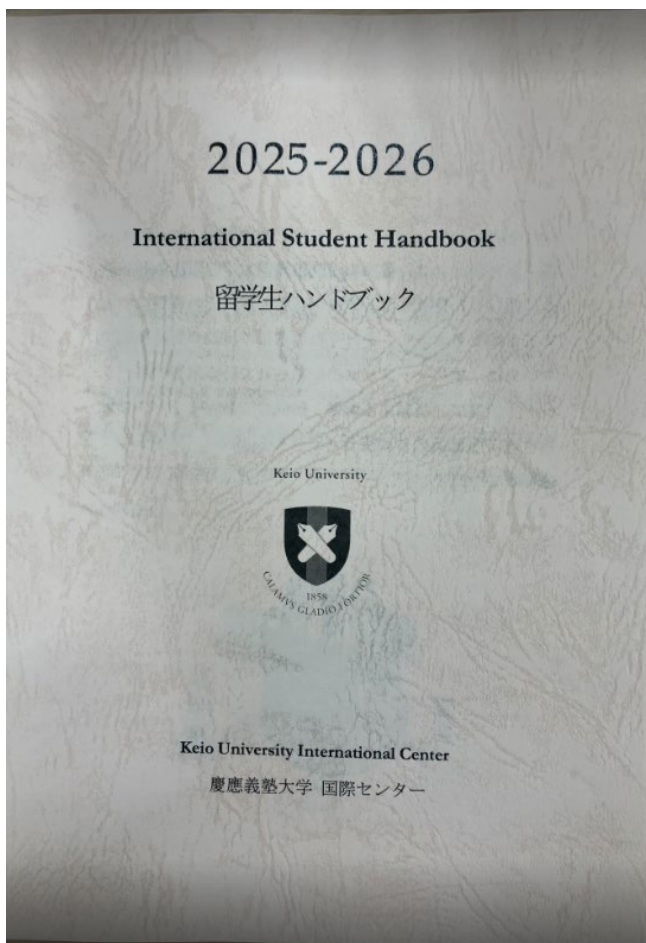 2025-2026
International Student Handbook
留学生ハンドブック
Keio University
1858
CALAMVS GLADIO FORTIOR
Keio University International Center
慶應義塾大学 国際センター